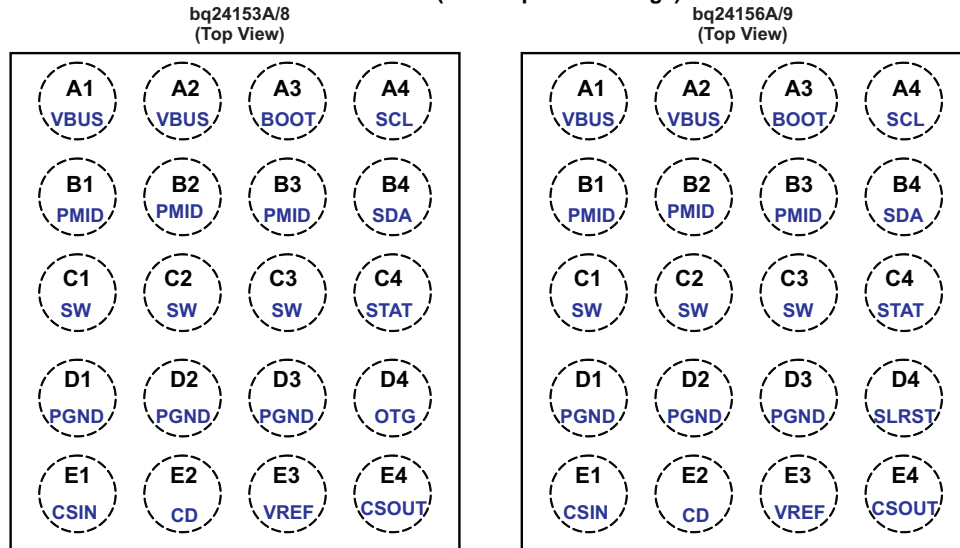 bq24153A/8
(Top View)
A1 A2 A3 A4
VBUS VBUS BOOT SCL
B1 B2 B3 B4
PMID PMID PMID SDA
C1 C2 C3 C4
SW SW SW STAT
D1 D2 D3 D4
PGND PGND PGND OTG
E1 E2 E3 E4
CSIN CD VREF CSOUT
bq24156A/9
(Top View)
A1 A2 A3 A4
VBUS VBUS BOOT SCL
B1 B2 B3 B4
PMID PMID PMID SDA
C1 C2 C3 C4
SW SW SW STAT
D1 D2 D3 D4
PGND PGND PGND SLRST
E1 E2 E3 E4
CSIN CD VREF CSOUT